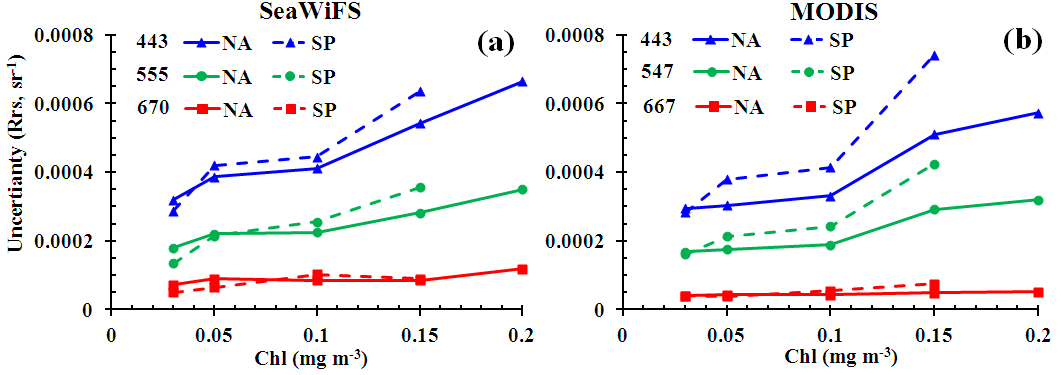 SeaWiFS
MODIS
Uncertianty (Rrs, sr-1)
0.0008
0.0006
0.0004
0.0002
0
443 NA SP
555 NA SP
670 NA SP
(a)
0 0.05 0.1 0.15 0.2
Chl (mg m-3)
0.0008
0.0006
0.0004
0.0002
0
443 NA SP
547 NA SP
667 NA SP
(b)
0 0.05 0.1 0.15 0.2
Chl (mg m-3)